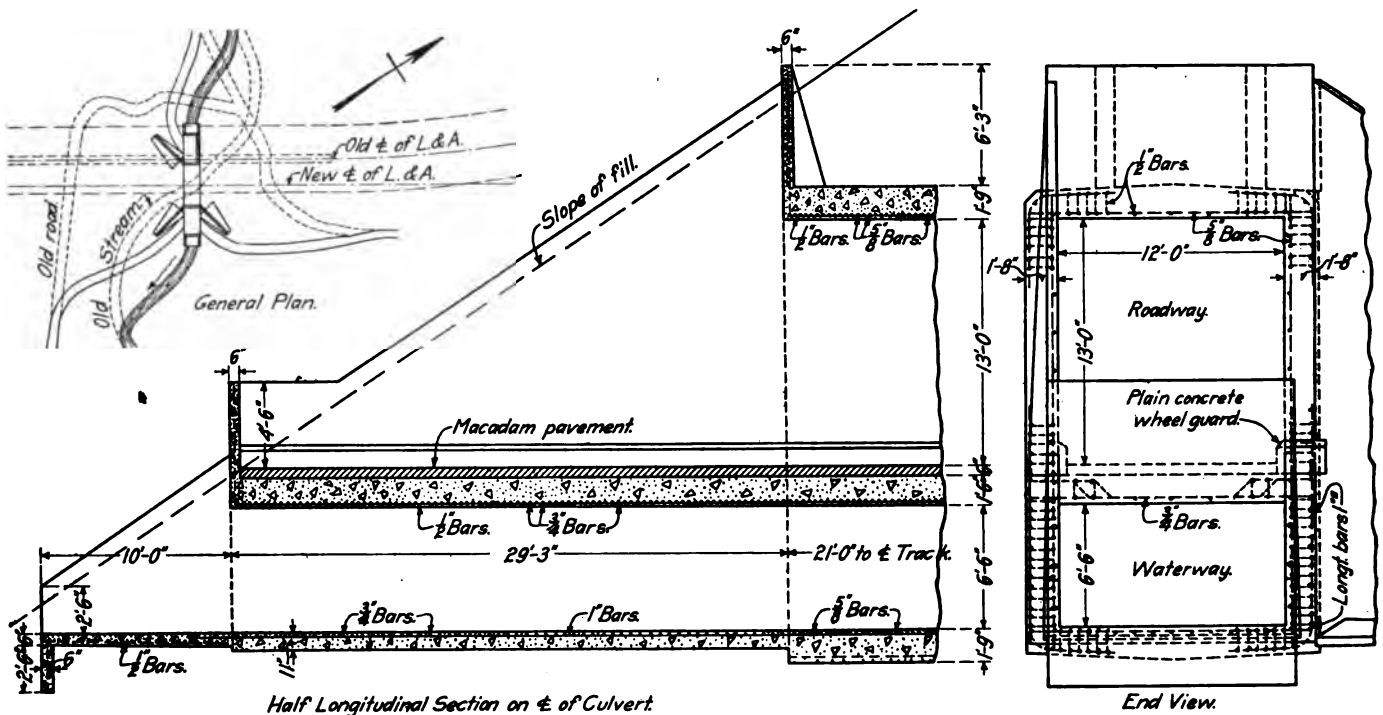 Old ℄ of L.&A.
New ℄ of L.&A.
Old road
Stream
Old
General Plan.
6"
6'-3"
Slope of fill.
1'-9"
½" Bars.
⅝" Bars.
6"
4'-6"
13'-0"
Macadam pavement.
½" Bars.
¾" Bars.
10'-0"
29'-3"
21'-0" to ℄ Track.
6'-6"
2'-6"
¾" Bars.
1" Bars.
⅝" Bars.
2'-6"
6"
½" Bars.
1'
1'-9"
Half Longitudinal Section on ℄ of Culvert.
½" Bars.
⅝" Bars.
12'-0"
1'-8"
1'-8"
Roadway.
13'-0"
Plain concrete
wheel guard.
¾" Bars.
6'-6"
Waterway.
Longt. bars
End View.